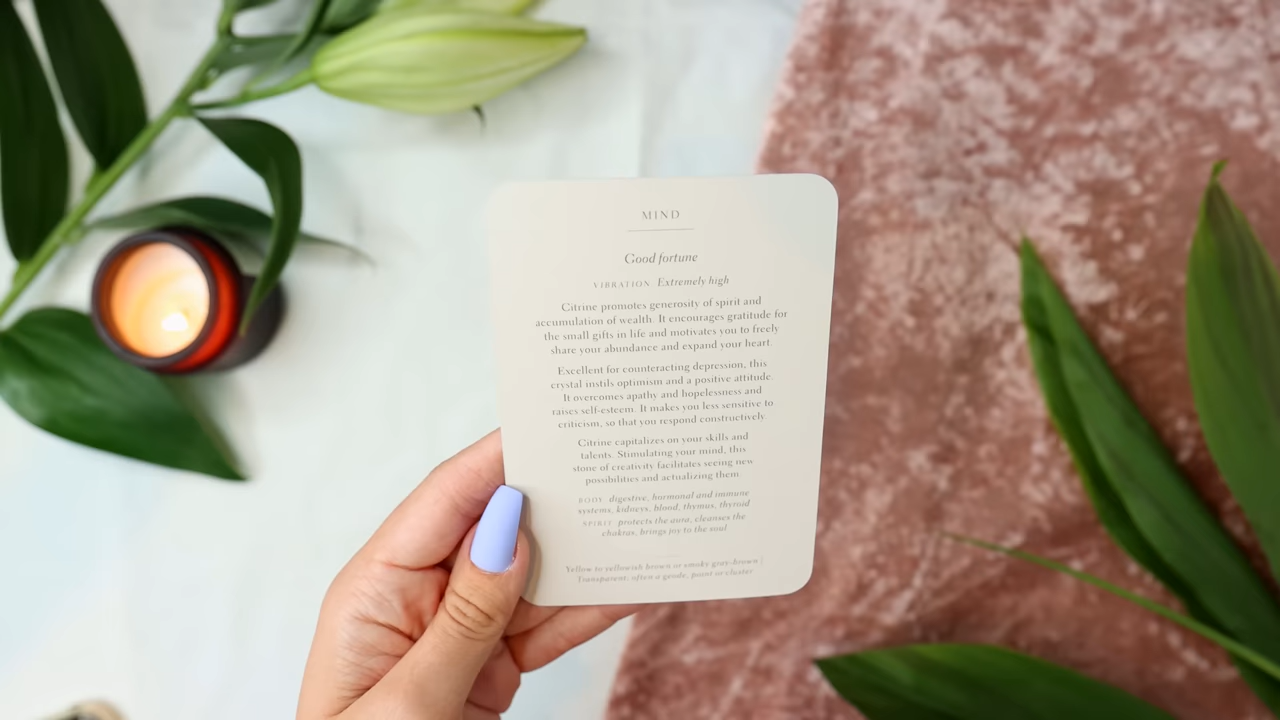 MIND
Good fortune
VIBRATION Extremely high
Citrine promotes generosity of spirit and
accumulation of wealth. It encourages gratitude for
the small gifts in life and motivates you to freely
share your abundance and expand your heart.
Excellent for counteracting depression, this
crystal instils optimism and a positive attitude.
It overcomes apathy and hopelessness and
raises self-esteem. It makes you less sensitive to
criticism, so that you respond constructively
Citrine capitalizes on your skills and
talents. Stimulating your mind, this
stone of creativity facilitates seeing new
possibilities and actualizing them
BODY digestive, hormonal and immune
systems, kidneys, blood, thymus, thyroid
SPIRIT protects the aura, cleanses the
chakras, brings joy to the soul
Yellow to yellowish brown or smoky gray-brown |
Transparent: often a geode, point or cluster